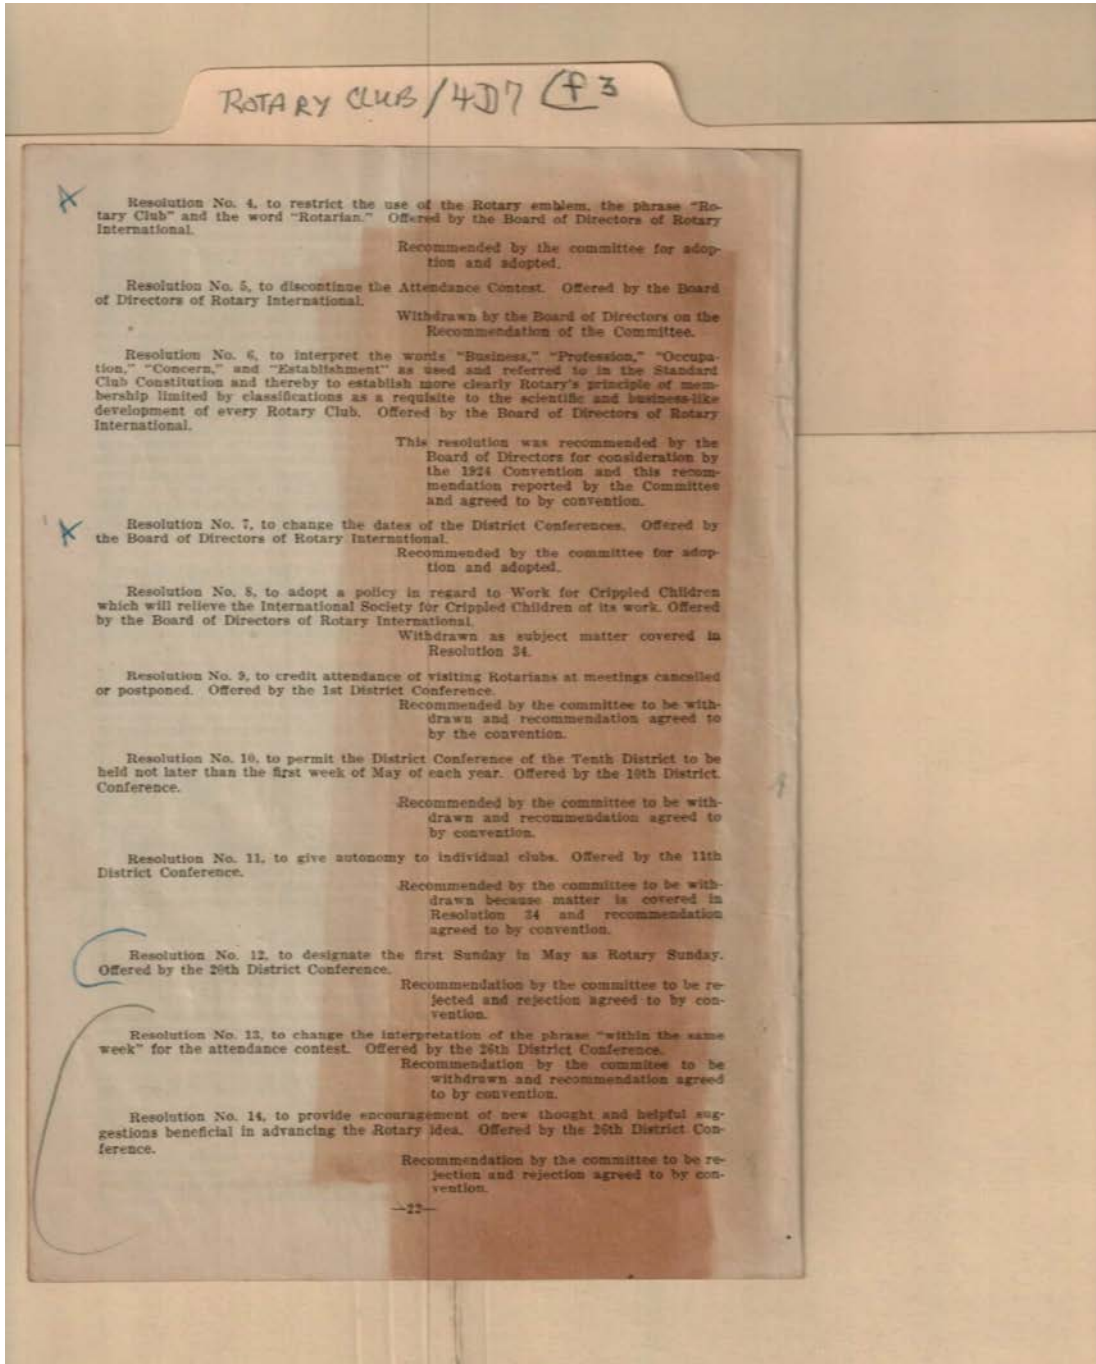 ROTARY CLUB/4D7 f3
Resolution No. 4, to restrict the use of the Rotary emblem, the phrase "Ro-
tary Club" and the word "Rotarian." Offered by the Board of Directors of Rotary
International.
Recommended by the committee for adop-
tion and adopted.
Resolution No. 5, to discontinue the Attendance Contest. Offered by the Board
of Directors of Rotary International.
Withdrawn by the Board of Directors on the
Recommendation of the Committee.
Resolution No. 6, to interpret the words "Business," "Profession," "Occupa-
tion," "Concern," and "Establishment" as used and referred to in the Standard
Club Constitution and thereby to establish more clearly Rotary's principle of mem-
bership limited by classifications as a requisite to the scientific and business-like
development of every Rotary Club. Offered by the Board of Directors of Rotary
International.
This resolution was recommended by the
Board of Directors for consideration by
the 1924 Convention and this recom-
mendation reported by the Committee
and agreed to by convention.
Resolution No. 7, to change the dates of the District Conferences. Offered by
the Board of Directors of Rotary International.
Recommended by the committee for adop-
tion and adopted.
Resolution No. 8, to adopt a policy in regard to Work for Crippled Children
which will relieve the International Society for Crippled Children of its work. Offered
by the Board of Directors of Rotary International.
Withdrawn as subject matter covered in
Resolution 34.
Resolution No. 9, to credit attendance of visiting Rotarians at meetings cancelled
or postponed. Offered by the 1st District Conference.
Recommended by the committee to be with-
drawn and recommendation agreed to
by the convention.
Resolution No. 10, to permit the District Conference of the Tenth District to be
held not later than the first week of May of each year. Offered by the 10th District
Conference.
Recommended by the committee to be with-
drawn and recommendation agreed to
by convention.
Resolution No. 11, to give autonomy to individual clubs. Offered by the 11th
District Conference.
Recommended by the committee to be with-
drawn because matter is covered in
Resolution 34 and recommendation
agreed to by convention.
Resolution No. 12, to designate the first Sunday in May as Rotary Sunday.
Offered by the 20th District Conference.
Recommendation by the committee to be re-
jected and rejection agreed to by con-
vention.
Resolution No. 13, to change the interpretation of the phrase "within the same
week" for the attendance contest. Offered by the 26th District Conference.
Recommendation by the commitee to be
withdrawn and recommendation agreed
to by convention.
Resolution No. 14, to provide encouragement of new thought and helpful sug-
gestions beneficial in advancing the Rotary idea. Offered by the 26th District Con-
ference.
Recommendation by the committee to be re-
jection and rejection agreed to by con-
vention.
—22—